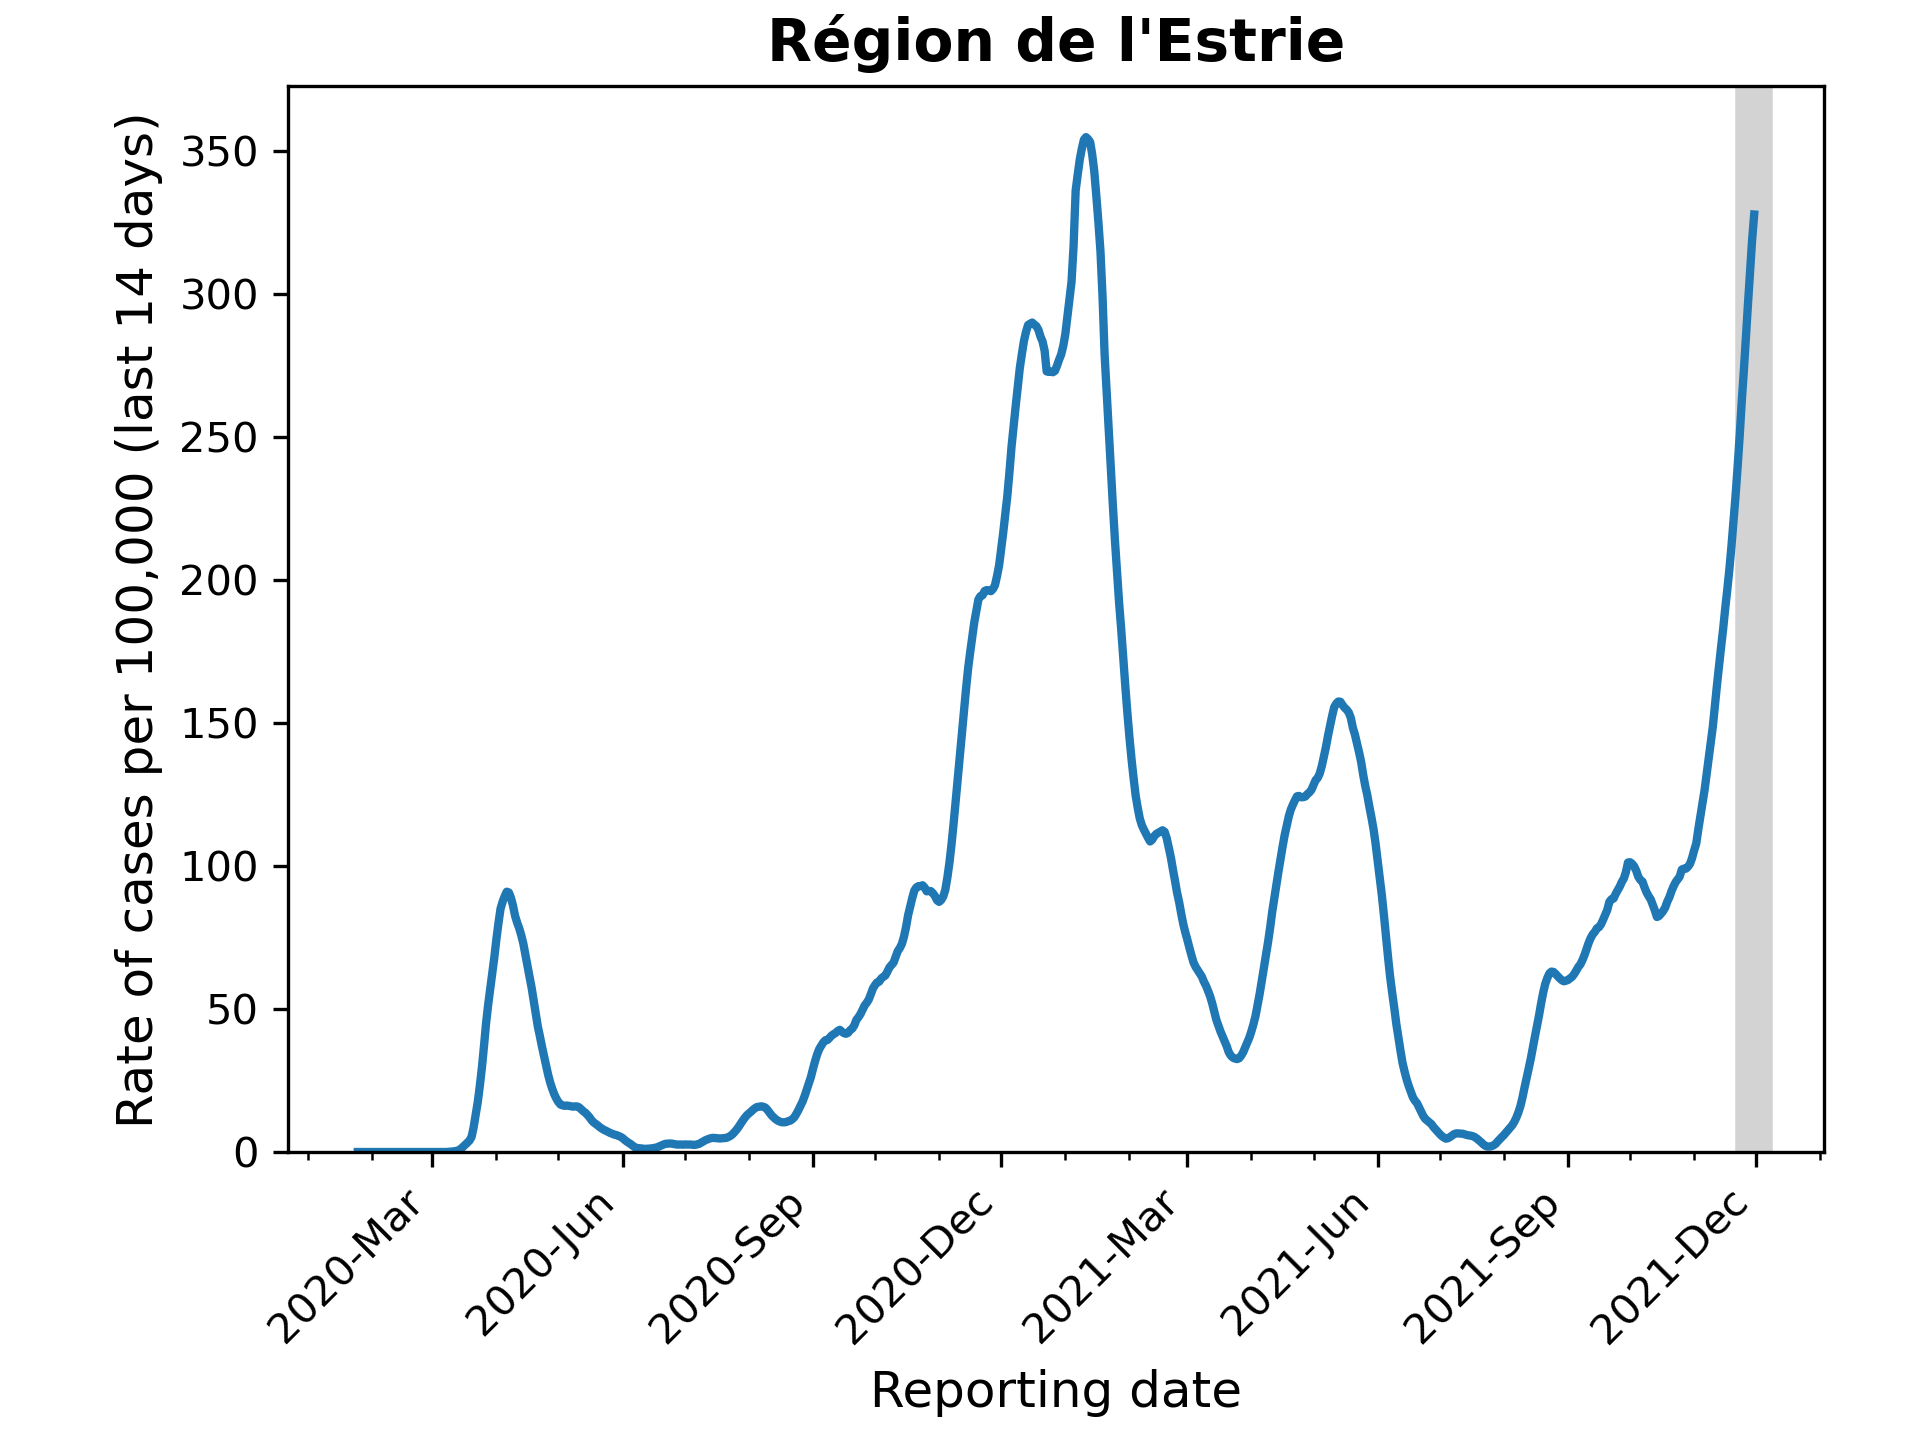 Région de l'Estrie
Rate of cases per 100,000 (last 14 days)
350
300
250
200
150
100
50
0
2020-Mar
2020-Jun
2020-Sep
2020-Dec
2021-Mar
2021-Jun
2021-Sep
2021-Dec
Reporting date